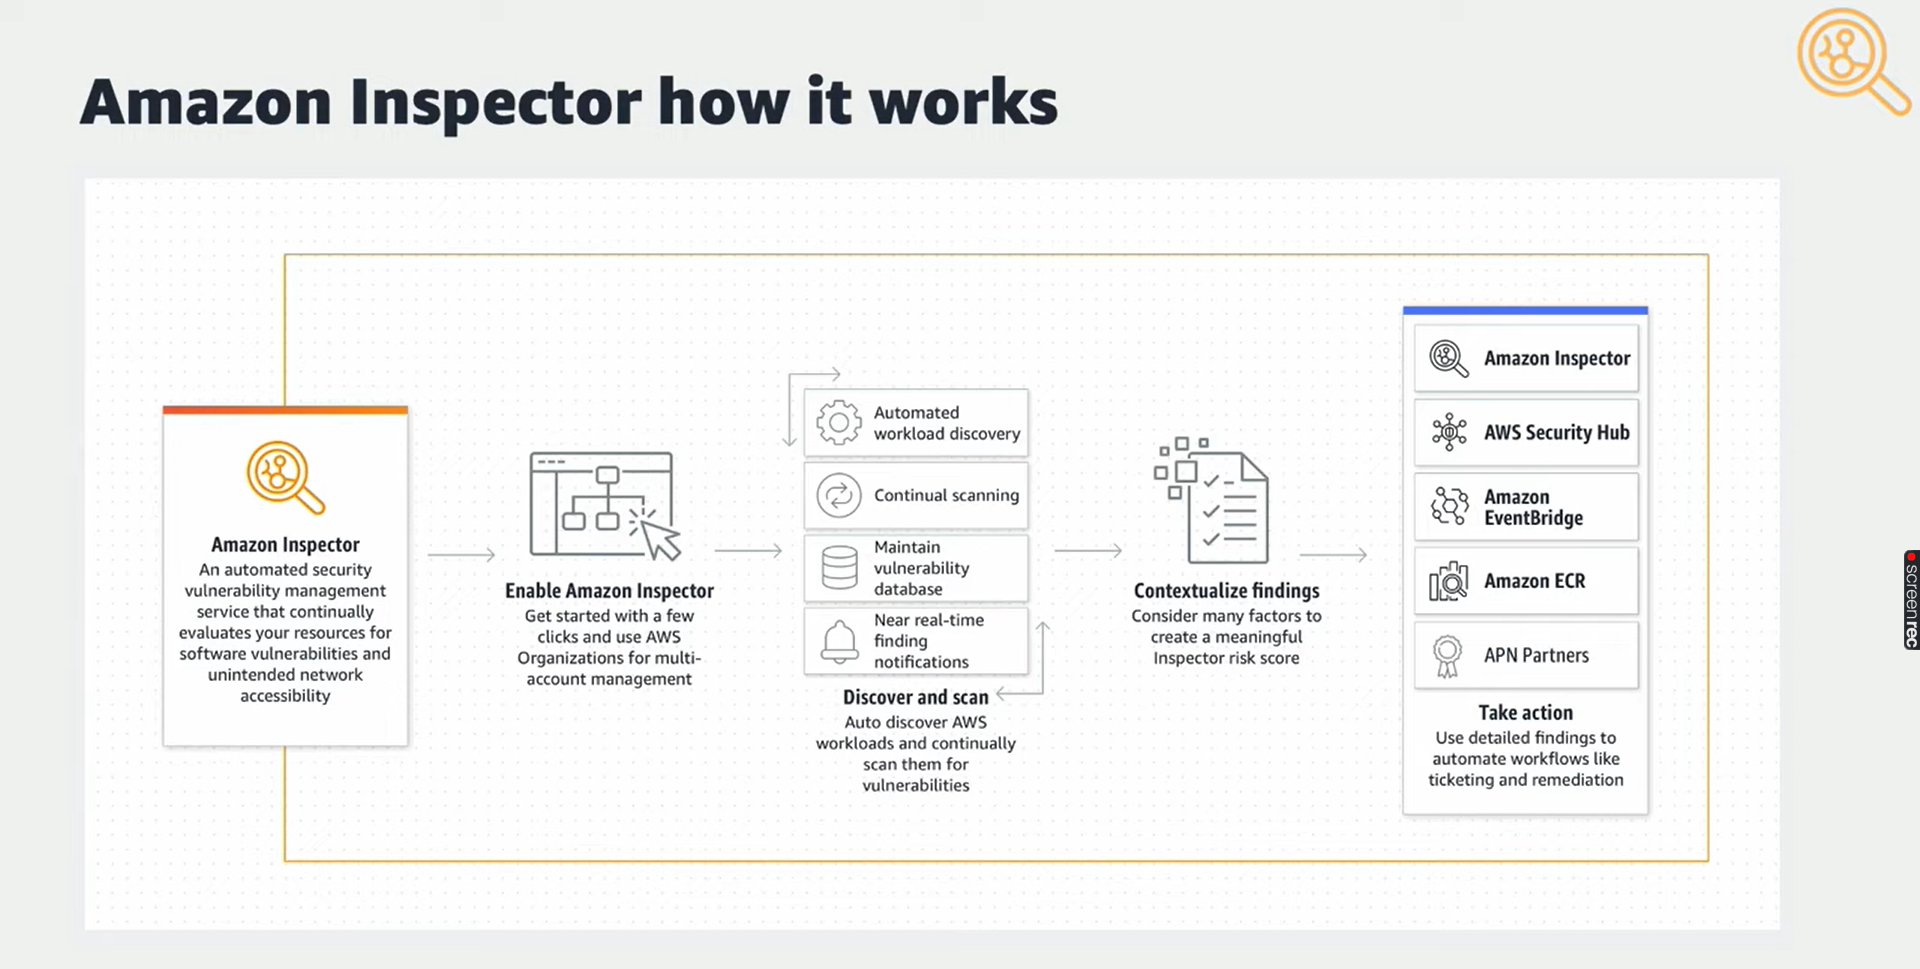 Amazon Inspector how it works
Amazon Inspector
An automated security
vulnerability management
service that continually
evaluates your resources for
software vulnerabilities and
unintended network
accessibility
Enable Amazon Inspector
Get started with a few
clicks and use AWS
Organizations for multi-
account management
Automated
workload discovery
Continual scanning
Maintain
vulnerability
database
Near real-time
finding
notifications
Discover and scan
Auto discover AWS
workloads and continually
scan them for
vulnerabilities
Contextualize findings
Consider many factors to
create a meaningful
Inspector risk score
Amazon Inspector
AWS Security Hub
Amazon
EventBridge
Amazon ECR
APN Partners
Take action
Use detailed findings to
automate workflows like
ticketing and remediation
screenrec